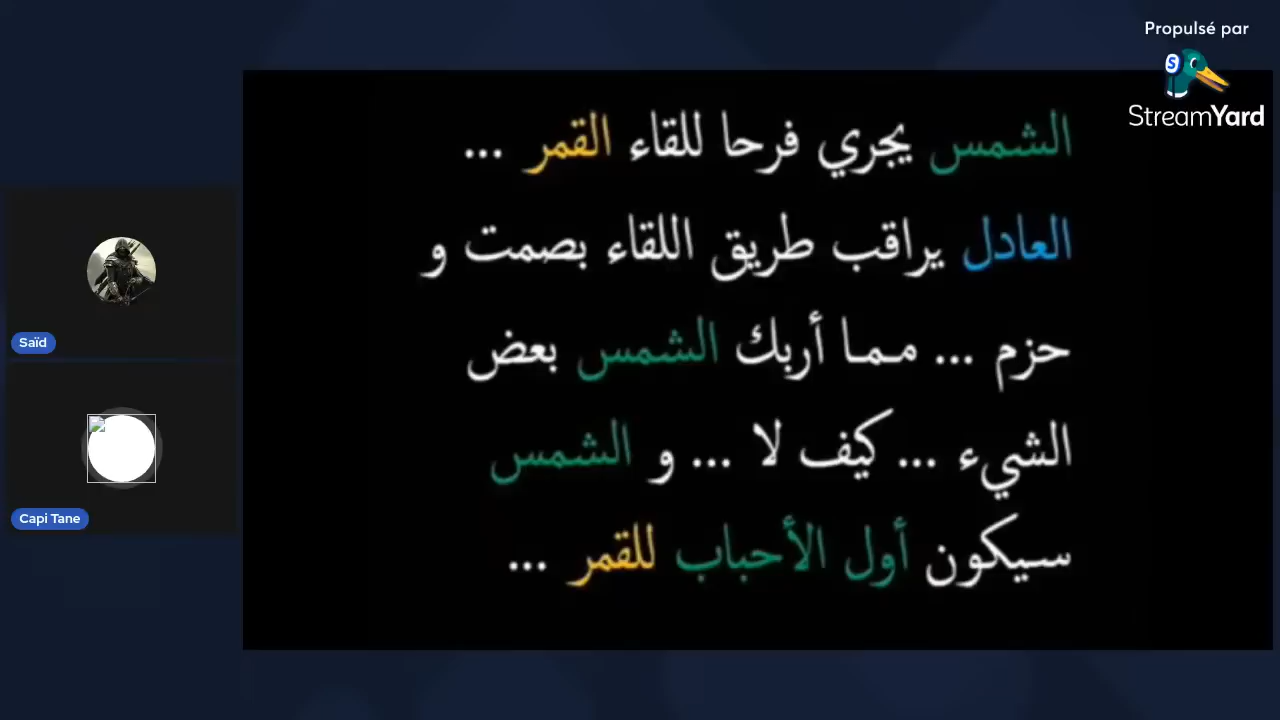 Propulsé par
StreamYard
الشمس يجري فرحا للقاء القمر ...
العادل يراقب طريق اللقاء بصمت و
حزم ... مما أربك الشمس بعض
الشيء ... كيف لا ... و الشمس
سيكون أول الأحباب للقمر ...
Saïd
Capi Tane